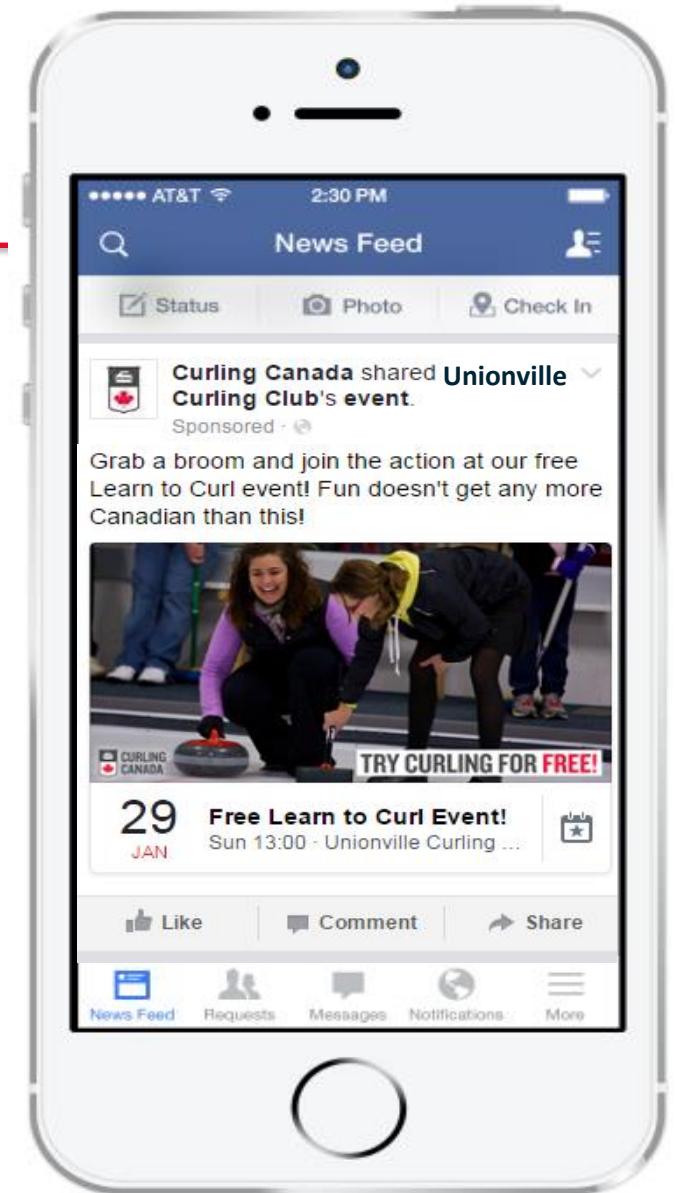 AT&T 2:30 PM
News Feed
Status Photo Check In
Curling Canada shared Unionville
Curling Club's event.
Sponsored ·
Grab a broom and join the action at our free
Learn to Curl event! Fun doesn't get any more
Canadian than this!
CURLING
CANADA
TRY CURLING FOR FREE!
29
JAN
Free Learn to Curl Event!
Sun 13:00 · Unionville Curling ...
Like Comment Share
News Feed Requests Messages Notifications More